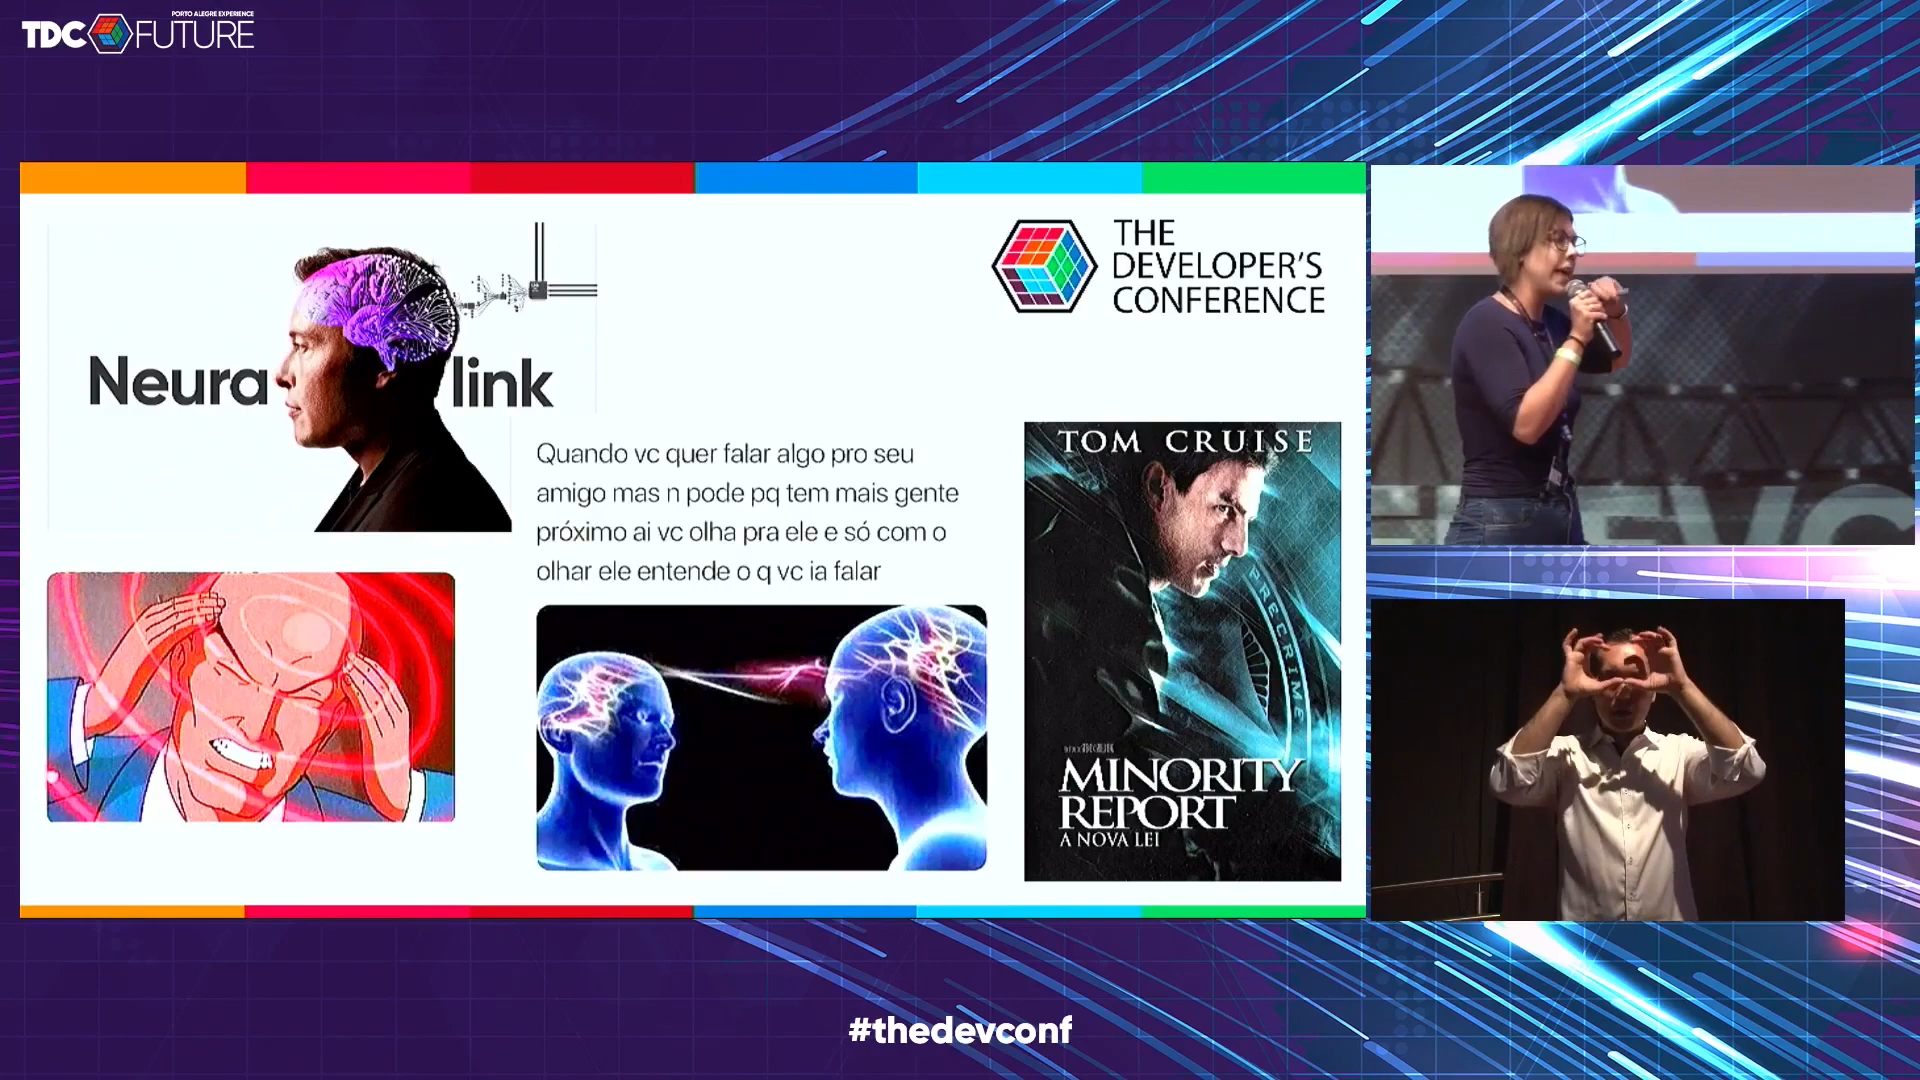 PORTO ALEGRE EXPERIENCE
TDC FUTURE
THE
DEVELOPER'S
CONFERENCE
Neura link
Quando vc quer falar algo pro seu
amigo mas n pode pq tem mais gente
próximo ai vc olha pra ele e só com o
olhar ele entende o q vc ia falar
TOM CRUISE
PRECRIME
MINORITY
REPORT
A NOVA LEI
#thedevconf